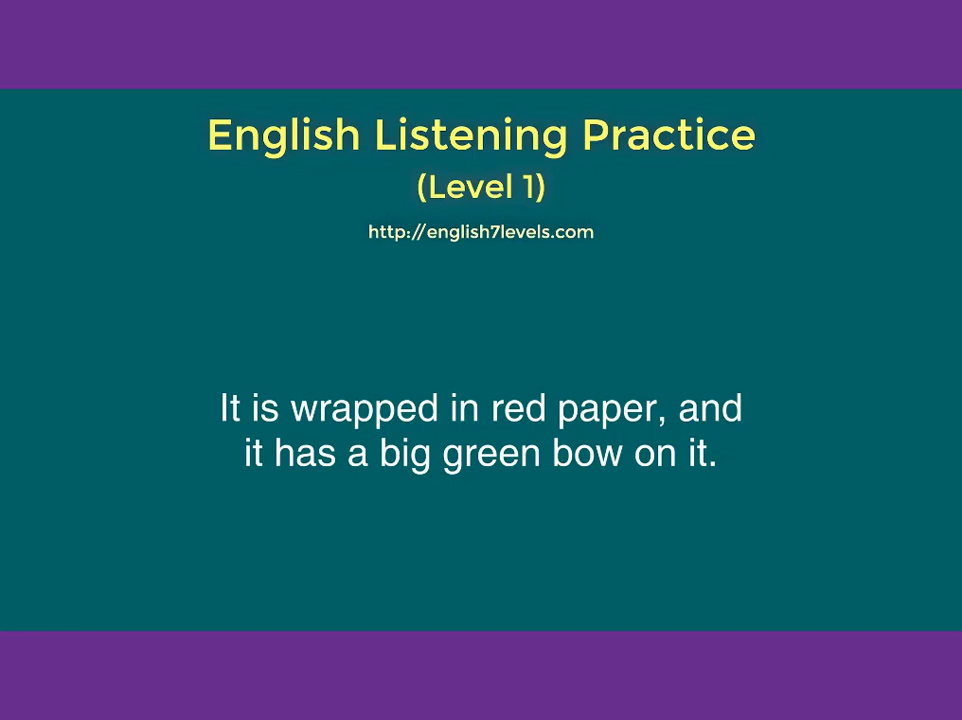 English Listening Practice
(Level 1)
http://english7levels.com
It is wrapped in red paper, and
it has a big green bow on it.